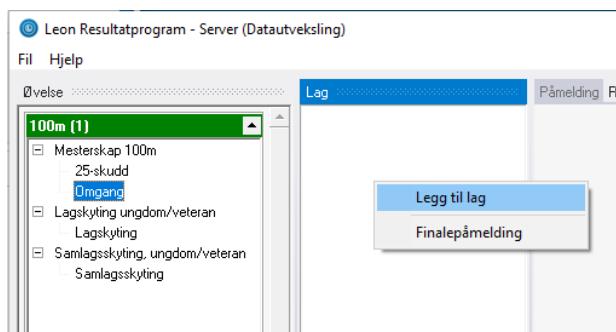 Leon Resultatprogram - Server (Datautveksling)
Fil Hjelp
Øvelse
100m (1)
Mesterskap 100m
25-skudd
Omgang
Lagskyting ungdom/veteran
Lagskyting
Samlagsskyting, ungdom/veteran
Samlagsskyting
Lag
Legg til lag
Finalepåmelding
Påmelding